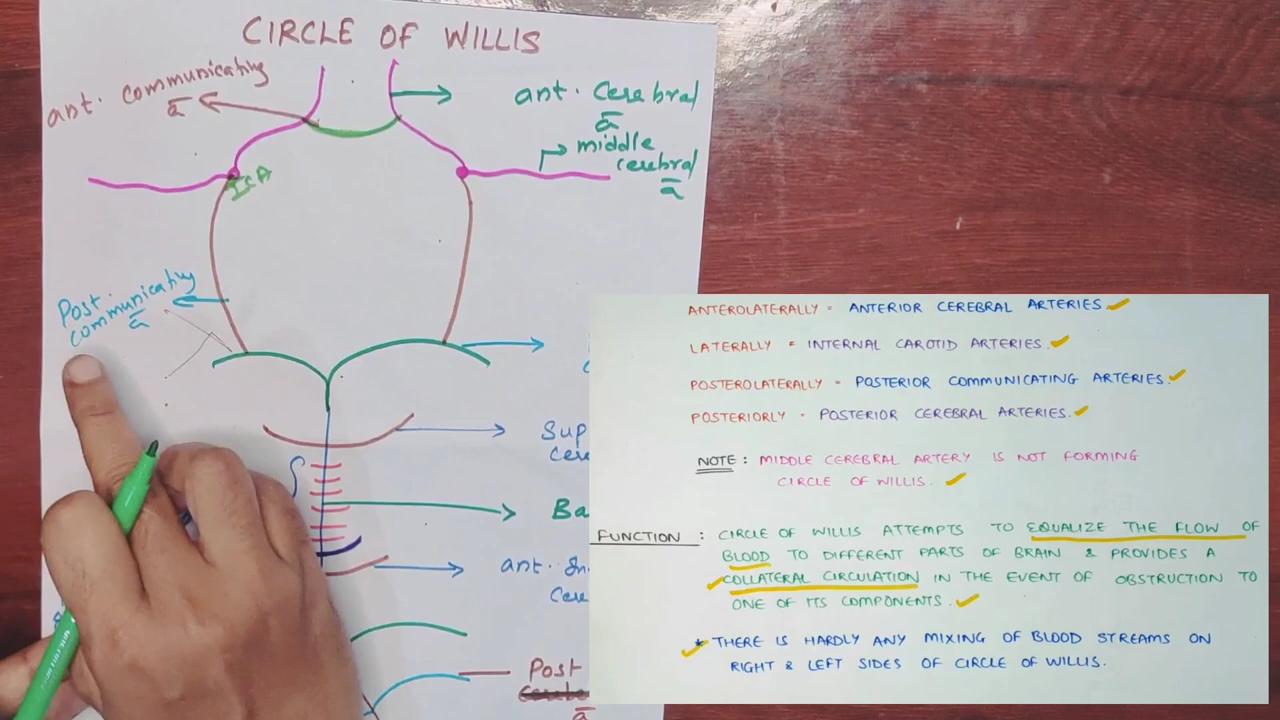 CIRCLE OF WILLIS
ant. communicating
a̅
ant. cerebral
a̅
middle
cerebral
a̅
ICA
Post.
communicating
a̅
Sup
cere
Ba
ant. In
Cere
Post
a̅
ANTEROLATERALLY = ANTERIOR CEREBRAL ARTERIES
LATERALLY = INTERNAL CAROTID ARTERIES.
POSTEROLATERALLY = POSTERIOR COMMUNICATING ARTERIES.
POSTERIORLY = POSTERIOR CEREBRAL ARTERIES.
NOTE : MIDDLE CEREBRAL ARTERY IS NOT FORMING
CIRCLE OF WILLIS.
FUNCTION : CIRCLE OF WILLIS ATTEMPTS TO EQUALIZE THE FLOW OF
BLOOD TO DIFFERENT PARTS OF BRAIN & PROVIDES A
COLLATERAL CIRCULATION IN THE EVENT OF OBSTRUCTION TO
ONE OF ITS COMPONENTS.
* THERE IS HARDLY ANY MIXING OF BLOOD STREAMS ON
RIGHT & LEFT SIDES OF CIRCLE OF WILLIS.